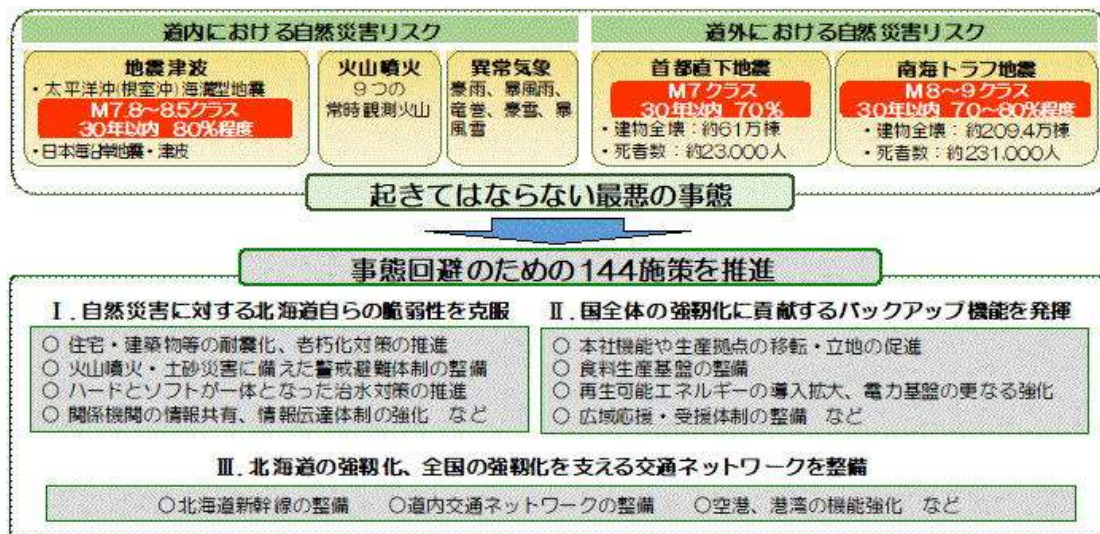 道内における自然災害リスク
地震津波
・太平洋沖(根室沖)海溝型地震
M7.8～8.5クラス
30年以内 80%程度
・日本海沿岸地震・津波
火山噴火
９つの
常時観測火山
異常気象
豪雨、暴風雨、
竜巻、豪雪、暴
風雪
道外における自然災害リスク
首都直下地震
M7クラス
30年以内 70%
・建物全壊：約61万棟
・死者数：約23,000人
南海トラフ地震
M8～9クラス
30年以内 70～80%程度
・建物全壊：約209.4万棟
・死者数：約231,000人
起きてはならない最悪の事態
事態回避のための144施策を推進
Ⅰ．自然災害に対する北海道自らの脆弱性を克服
○ 住宅・建築物等の耐震化、老朽化対策の推進
○ 火山噴火・土砂災害に備えた警戒避難体制の整備
○ ハードとソフトが一体となった治水対策の推進
○ 関係機関の情報共有、情報伝達体制の強化 など
Ⅱ．国全体の強靱化に貢献するバックアップ機能を発揮
○ 本社機能や生産拠点の移転・立地の促進
○ 食料生産基盤の整備
○ 再生可能エネルギーの導入拡大、電力基盤の更なる強化
○ 広域応援・受援体制の整備 など
Ⅲ．北海道の強靱化、全国の強靱化を支える交通ネットワークを整備
○北海道新幹線の整備 ○道内交通ネットワークの整備 ○空港、港湾の機能強化 など